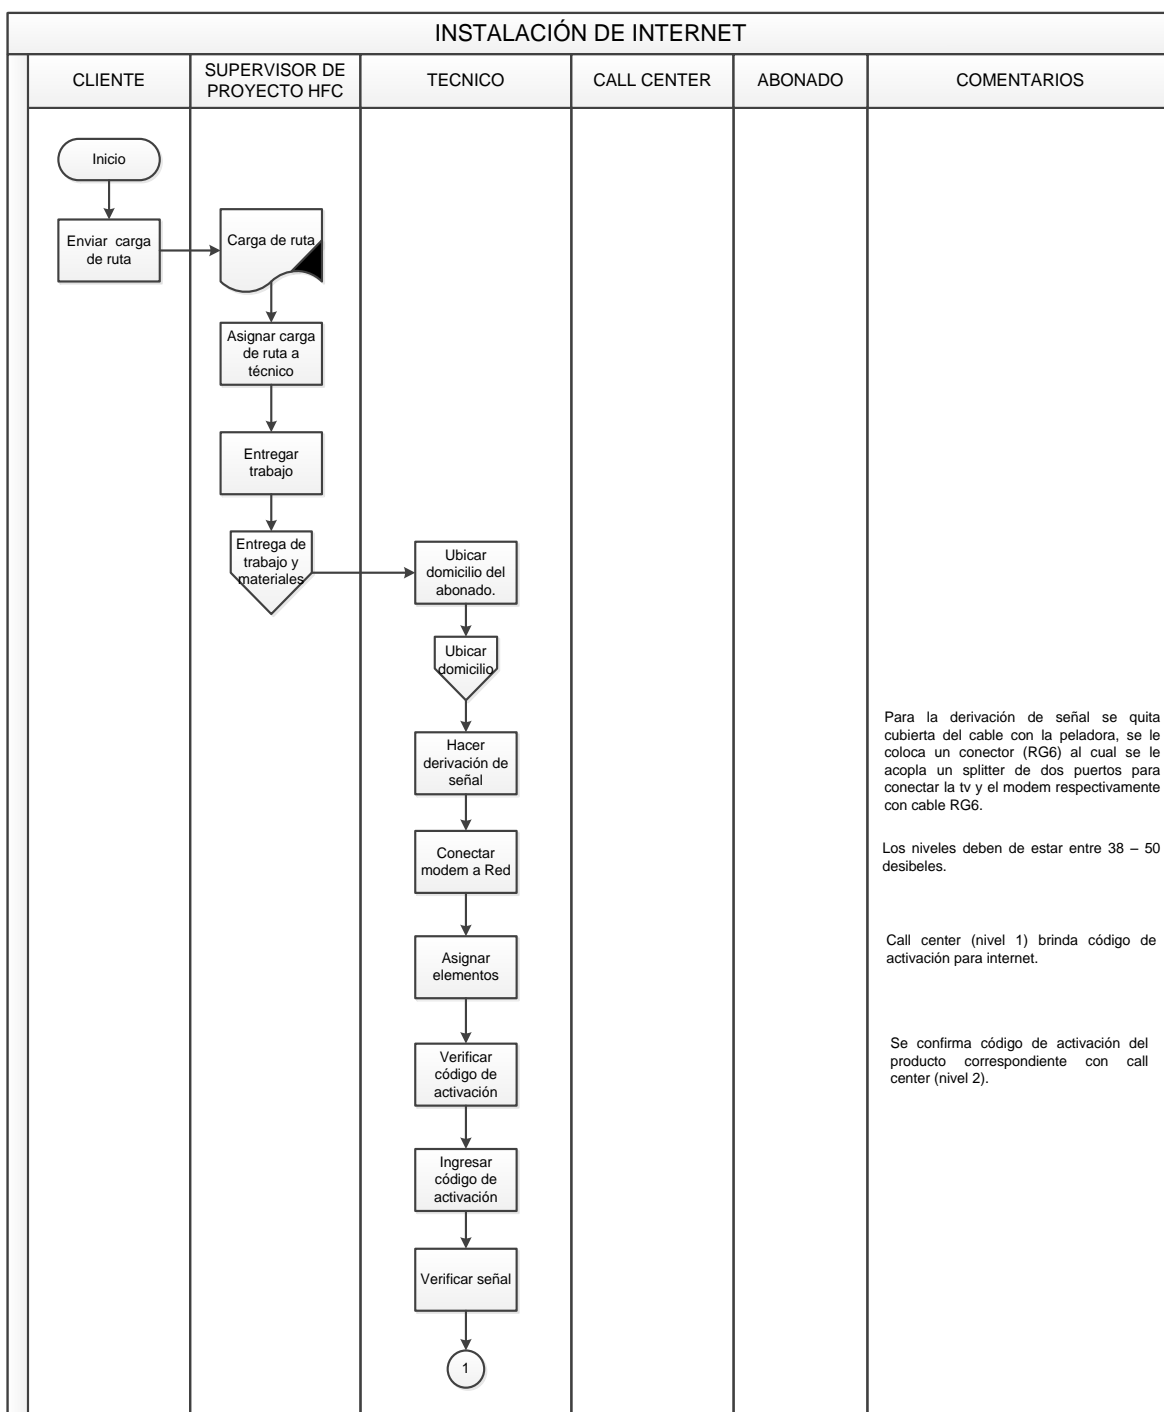 INSTALACIÓN DE INTERNET
CLIENTE
SUPERVISOR DE
PROYECTO HFC
TECNICO
CALL CENTER
ABONADO
COMENTARIOS
Inicio
Enviar carga
de ruta
Carga de ruta
Asignar carga
de ruta a
técnico
Entregar
trabajo
Entrega de
trabajo y
materiales
Ubicar
domicilio del
abonado.
Ubicar
domicilio
Hacer
derivación de
señal
Para la derivación de señal se quita
cubierta del cable con la peladora, se le
coloca un conector (RG6) al cual se le
acopla un splitter de dos puertos para
conectar la tv y el modem respectivamente
con cable RG6.
Conectar
modem a Red
Los niveles deben de estar entre 38 – 50
desibeles.
Asignar
elementos
Call center (nivel 1) brinda código de
activación para internet.
Verificar
código de
activación
Se confirma código de activación del
producto correspondiente con call
center (nivel 2).
Ingresar
código de
activación
Verificar señal
1